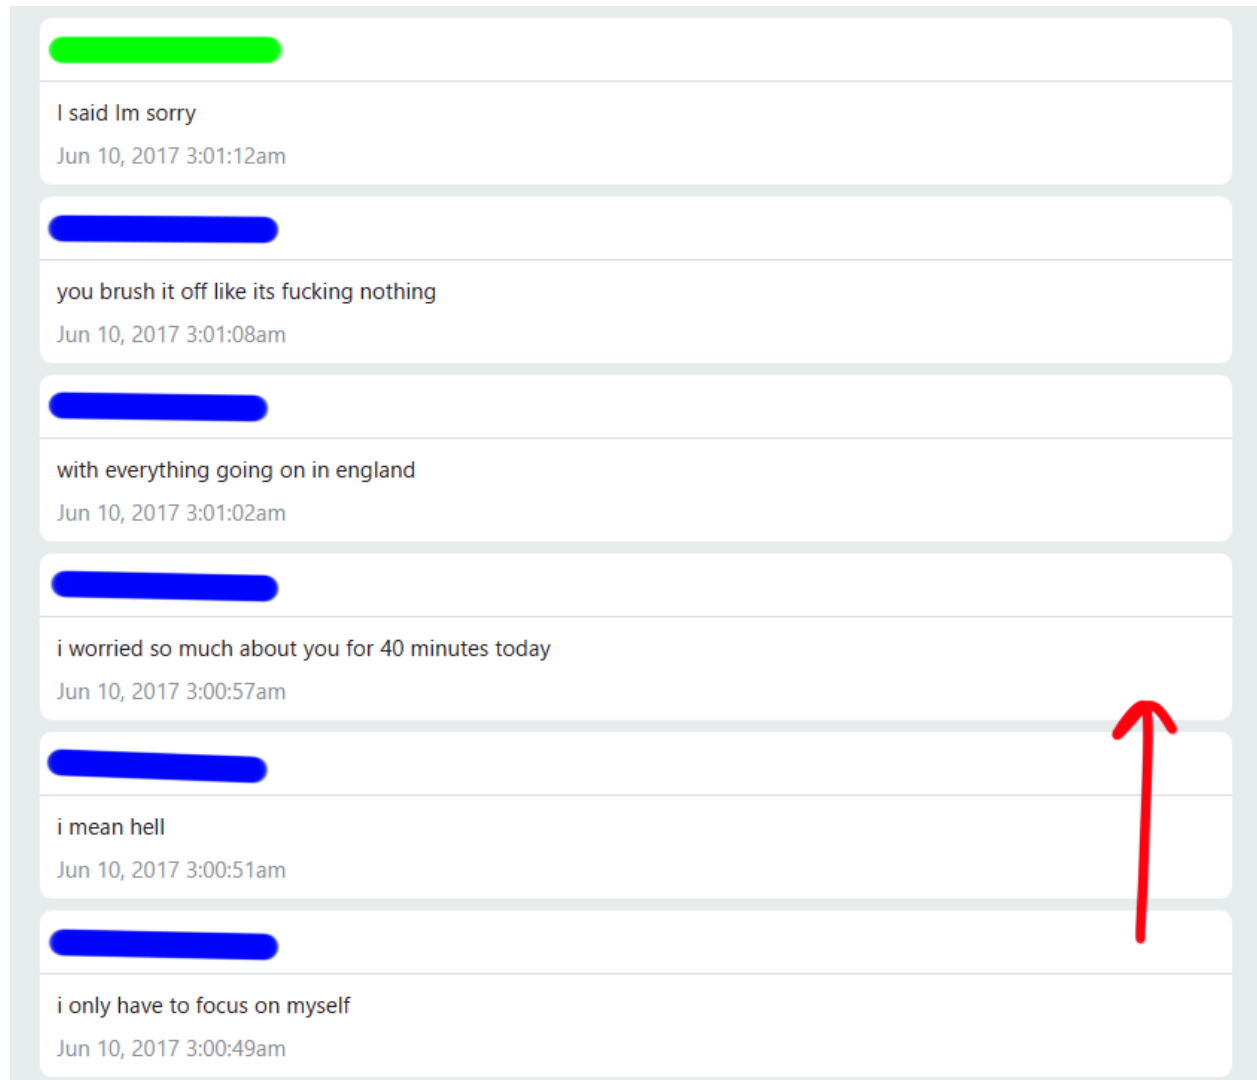 I said Im sorry
Jun 10, 2017 3:01:12am
you brush it off like its fucking nothing
Jun 10, 2017 3:01:08am
with everything going on in england
Jun 10, 2017 3:01:02am
i worried so much about you for 40 minutes today
Jun 10, 2017 3:00:57am
i mean hell
Jun 10, 2017 3:00:51am
i only have to focus on myself
Jun 10, 2017 3:00:49am